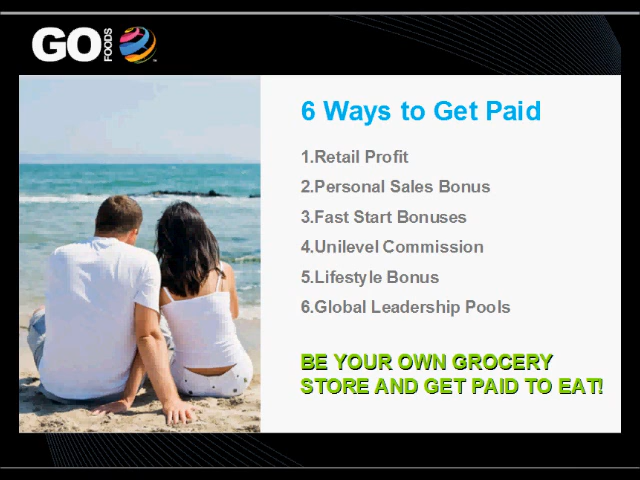 GO
FOODS
6 Ways to Get Paid
1.Retail Profit
2.Personal Sales Bonus
3.Fast Start Bonuses
4.Unilevel Commission
5.Lifestyle Bonus
6.Global Leadership Pools
BE YOUR OWN GROCERY
STORE AND GET PAID TO EAT!